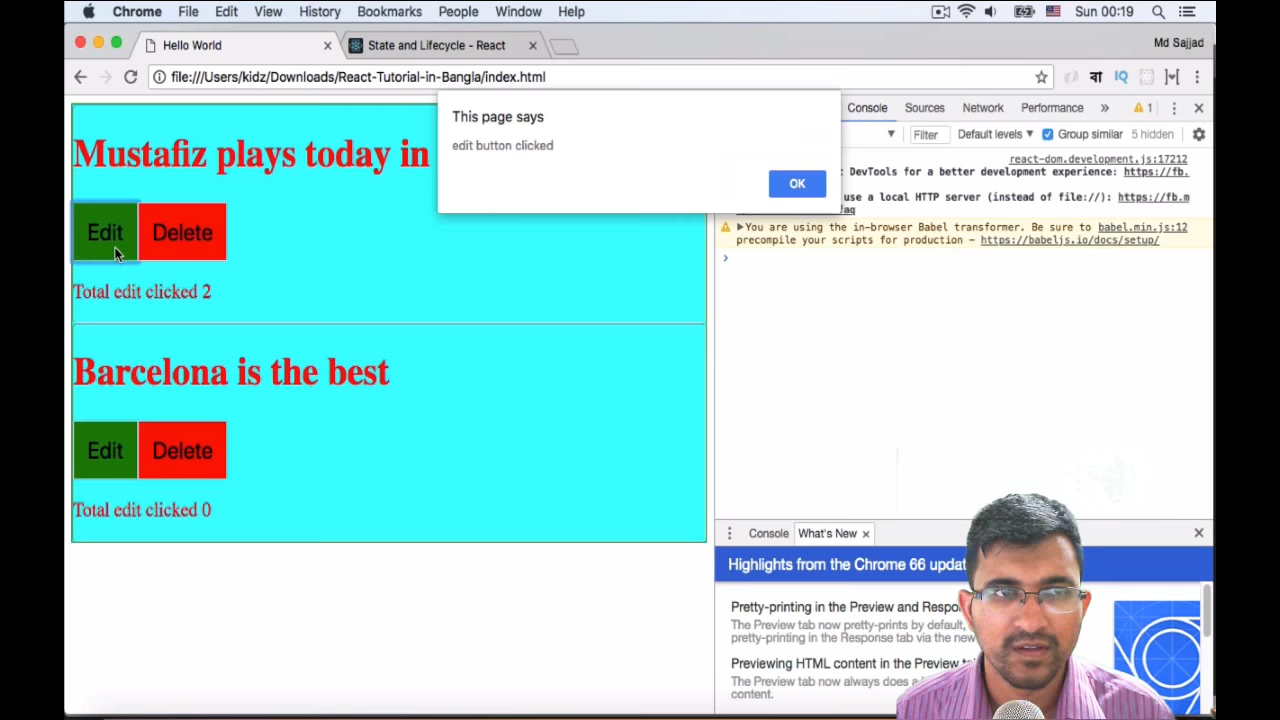 Chrome File Edit View History Bookmarks People Window Help Sun 00:19
Hello World × State and Lifecycle - React × Md Sajjad
file:///Users/kidz/Downloads/React-Tutorial-in-Bangla/index.html বা IQ
This page says
edit button clicked
OK
Mustafiz plays today in
Edit Delete
Total edit clicked 2
Barcelona is the best
Edit Delete
Total edit clicked 0
Console Sources Network Performance » 1
Filter Default levels ▼ Group similar 5 hidden
react-dom.development.js:17212
DevTools for a better development experience: https://fb.
use a local HTTP server (instead of file://): https://fb.m
aq
▶You are using the in-browser Babel transformer. Be sure to babel.min.js:12
precompile your scripts for production – https://babeljs.io/docs/setup/
Console What's New ×
Highlights from the Chrome 66
Pretty-printing in the Preview and
The Preview tab now pretty-prints by default,
pretty-printing in the Response tab via the new
Previewing HTML content in the Preview
The Preview tab now always does a
content.